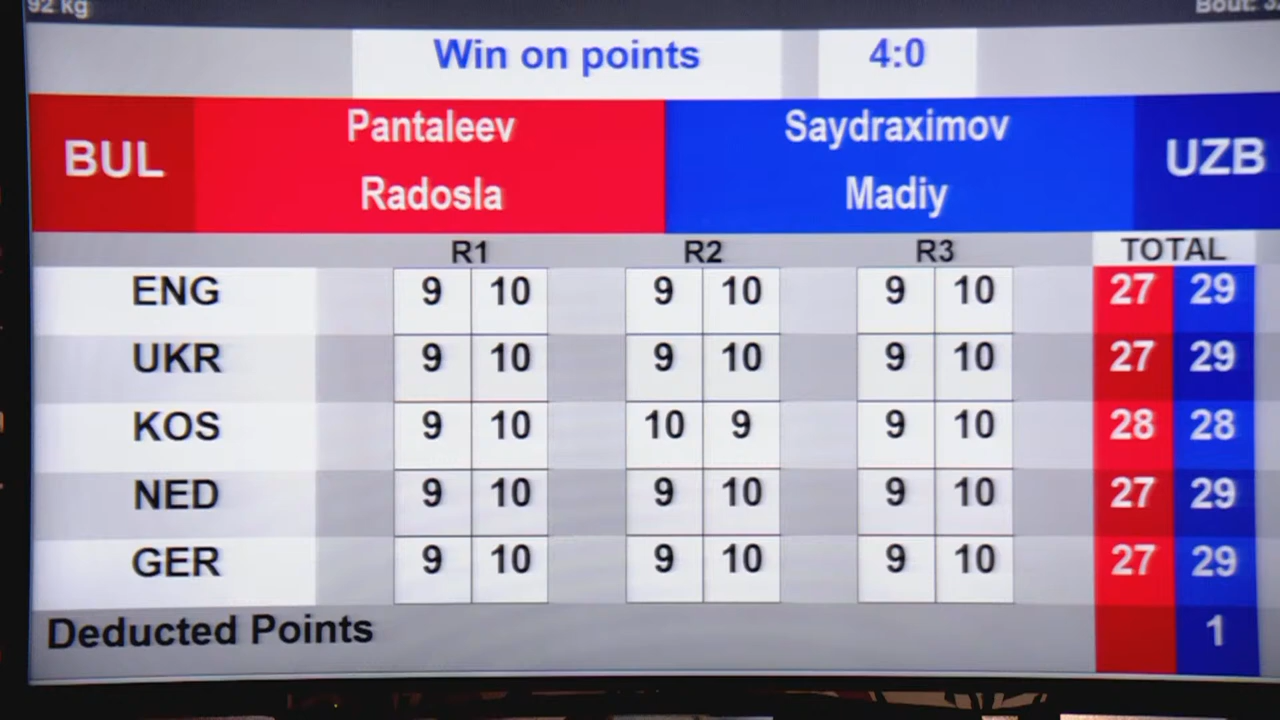 92 kg
Bout:
Win on points 4:0
BUL Pantaleev Radosla Saydraximov Madiy UZB
R1 R2 R3 TOTAL
ENG 9 10 9 10 9 10 27 29
UKR 9 10 9 10 9 10 27 29
KOS 9 10 10 9 9 10 28 28
NED 9 10 9 10 9 10 27 29
GER 9 10 9 10 9 10 27 29
Deducted Points 1